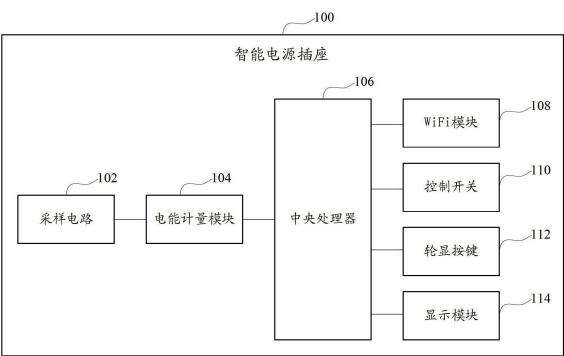 100
智能电源插座
106
108
WiFi模块
102
104
110
控制开关
采样电路
电能计量模块
中央处理器
112
轮显按键
114
显示模块